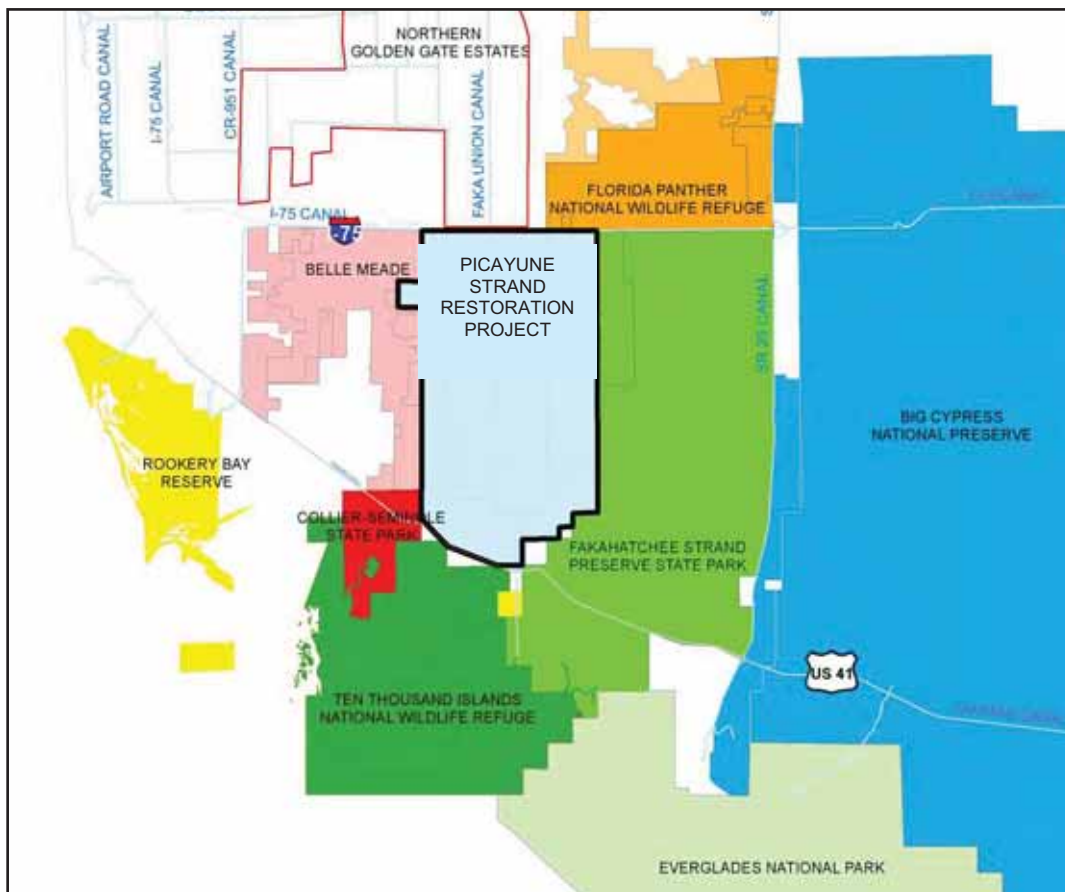 NORTHERN
GOLDEN GATE ESTATES
AIRPORT ROAD CANAL
I-75 CANAL
CR-951 CANAL
FAKA UNION CANAL
FLORIDA PANTHER
NATIONAL WILDLIFE REFUGE
I-75 CANAL
BELLE MEADE
PICAYUNE
STRAND
RESTORATION
PROJECT
SR 29 CANAL
BIG CYPRESS
NATIONAL PRESERVE
ROOKERY BAY
RESERVE
COLLIER-SEMINOLE
STATE PARK
FAKAHATCHEE STRAND
PRESERVE STATE PARK
US 41
TEN THOUSAND ISLANDS
NATIONAL WILDLIFE REFUGE
EVERGLADES NATIONAL PARK